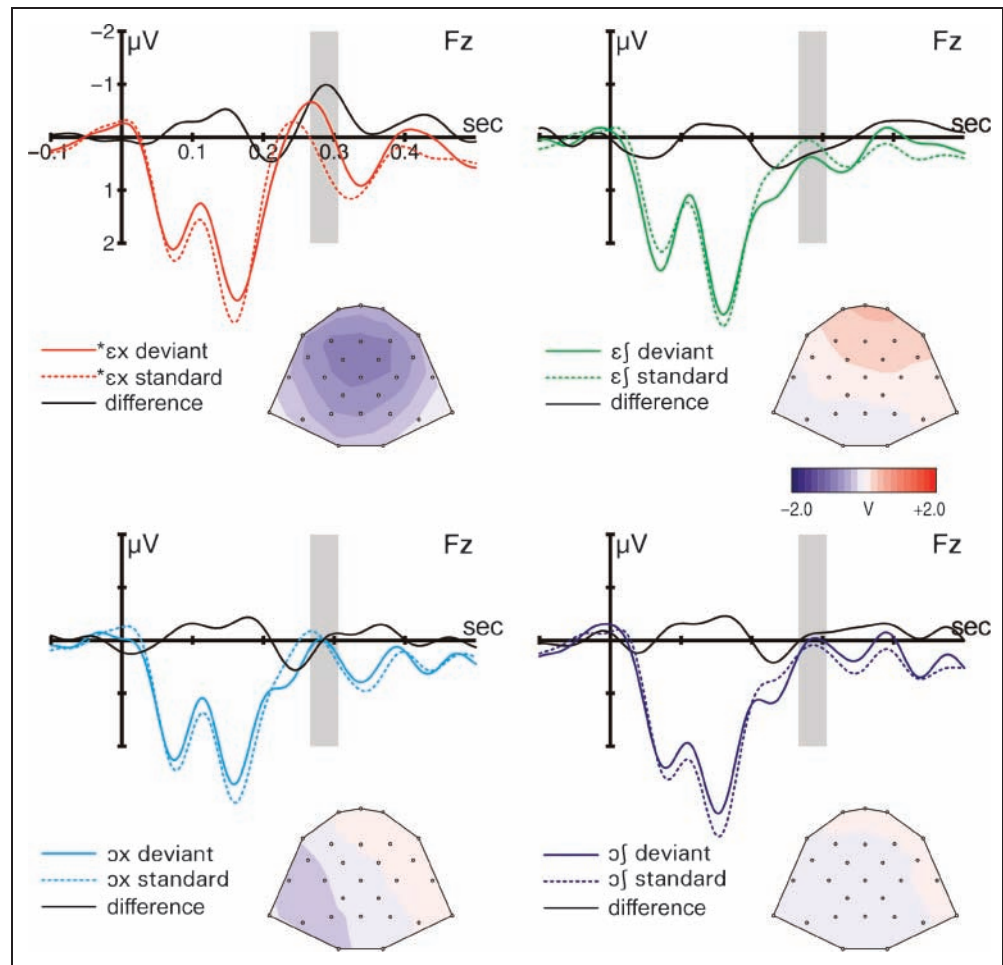 −2
µV
Fz
−1
sec
−0.1
0.1
0.2
0.3
0.4
1
2
*ɛx deviant
*ɛx standard
difference
µV
Fz
sec
ɛʃ deviant
ɛʃ standard
difference
−2.0 V +2.0
µV
Fz
sec
ɔx deviant
ɔx standard
difference
µV
Fz
sec
ɔʃ deviant
ɔʃ standard
difference